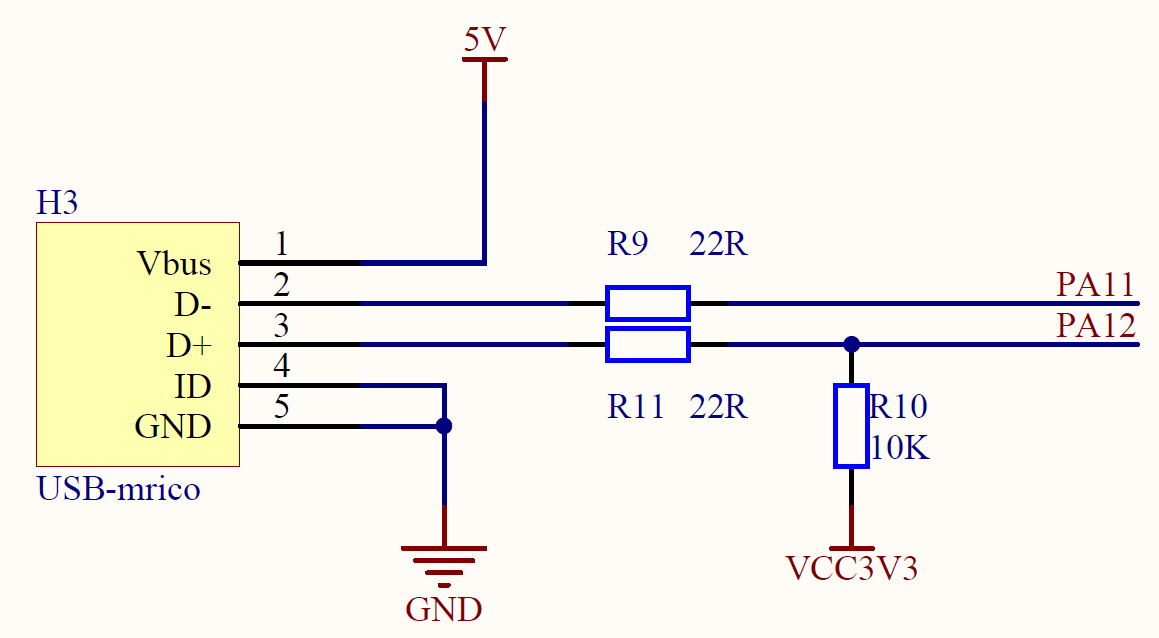 5V
H3
Vbus 1
D- 2
D+ 3
ID 4
GND 5
USB-mrico
GND
R9 22R
R11 22R
PA11
PA12
R10
10K
VCC3V3